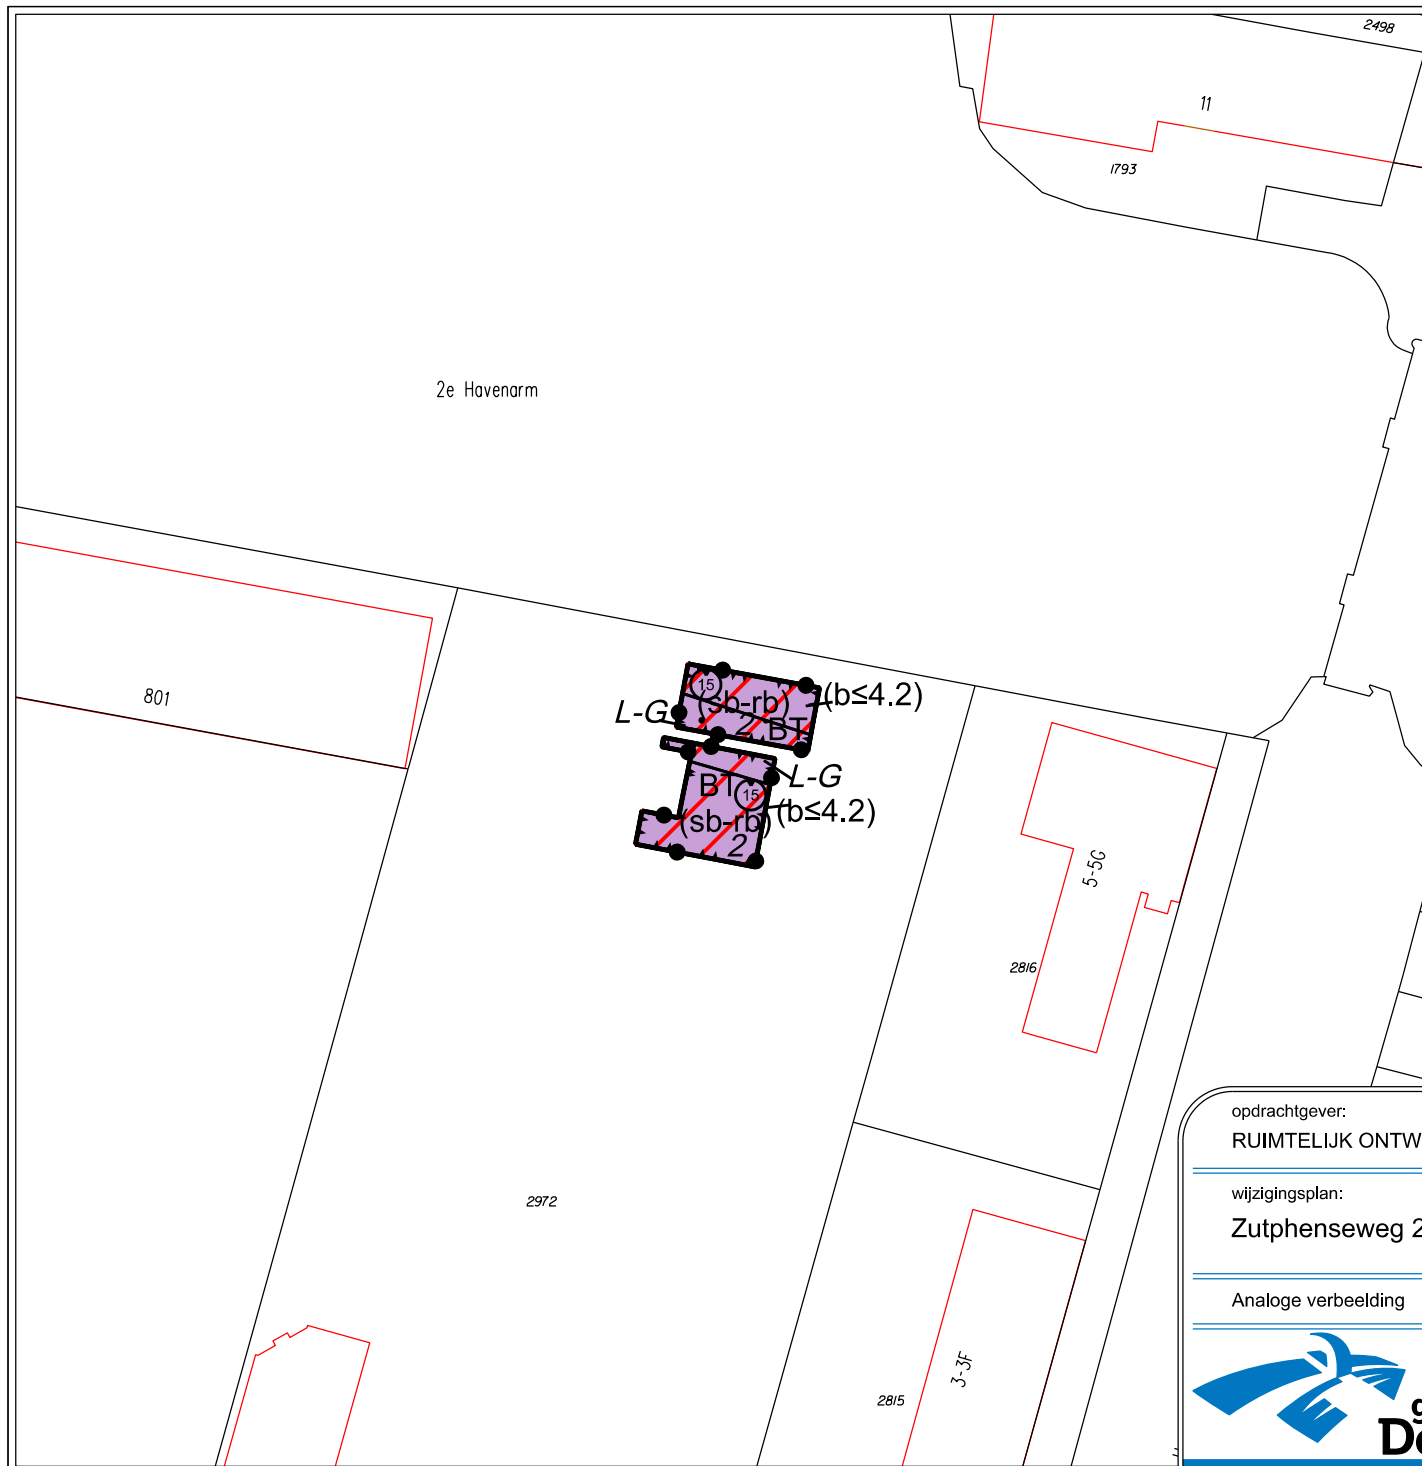 2498
11
1793
2e Havenarm
801
15
(sb-rb)
(b≤4.2)
L-G
2
BT
L-G
BT
15
(b≤4.2)
(sb-rb)
2
5-5G
2816
opdrachtgever:
RUIMTELIJK ONTW
wijzigingsplan:
2972
Zutphenseweg 2
Analoge verbeelding
3-3F
2815
g
De